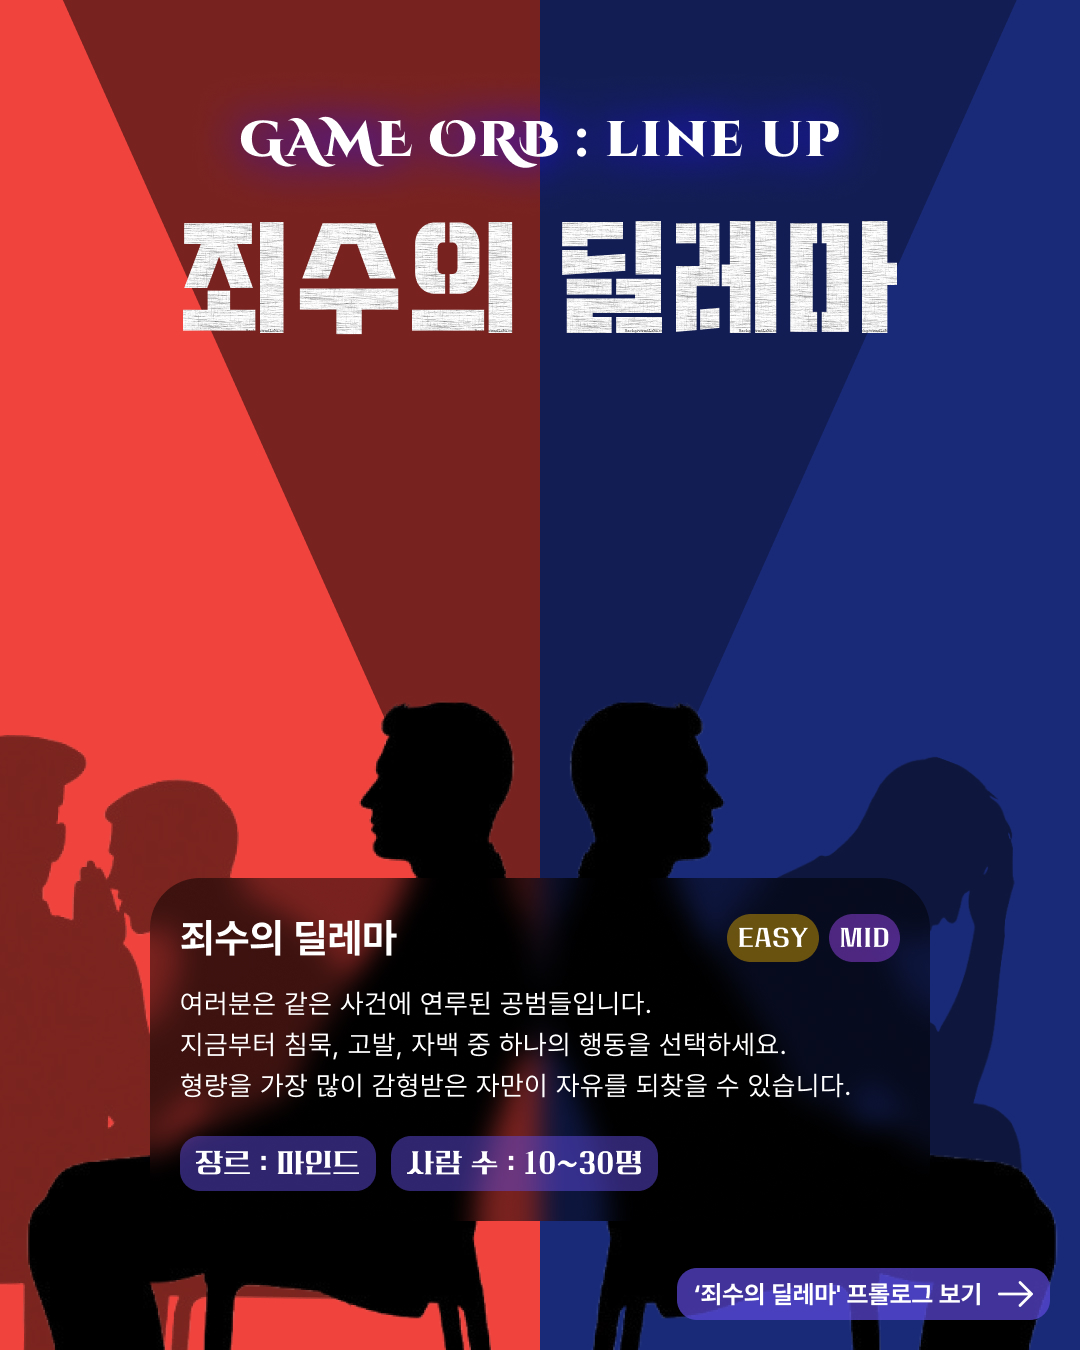 GAME ORB : LINE UP
죄수의 딜레마
죄수의 딜레마
EASY MID
여러분은 같은 사건에 연루된 공범들입니다.
지금부터 침묵, 고발, 자백 중 하나의 행동을 선택하세요.
형량을 가장 많이 감형받은 자만이 자유를 되찾을 수 있습니다.
장르 : 마인드 사람 수 : 10~30명
‘죄수의 딜레마' 프롤로그 보기